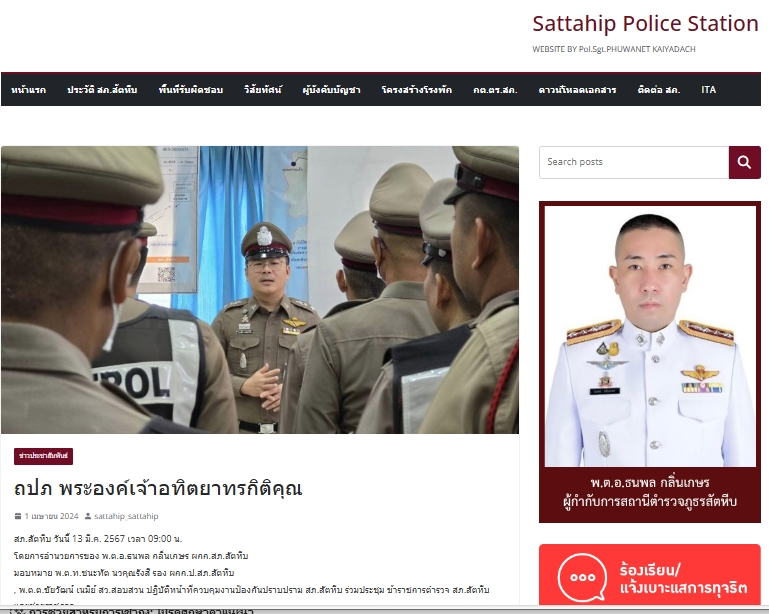 Sattahip Police Station
WEBSITE BY Pol.Sgt.PHUWANET KAIYADACH
หน้าแรก ประวัติ สภ.สัตหีบ พื้นที่รับผิดชอบ วิสัยทัศน์ ผู้บังคับบัญชา โครงสร้างโรงพัก กต.ตร.สภ. ดาวน์โหลดเอกสาร ติดต่อ สภ. ITA
Search posts
ข่าวประชาสัมพันธ์
ถปภ พระองค์เจ้าอทิตยาทรกิติคุณ
1 เมษายน 2024 sattahip_sattahip
สภ.สัตหีบ วันนี้ 13 มี.ค. 2567 เวลา 09:00 น.
โดยการอำนวยการของ พ.ต.อ.ธนพล กลิ่นเกษร ผกก.สภ.สัตหีบ
มอบหมาย พ.ต.ท.ชนะทัต นวคุณรังสี รอง ผกก.ป.สภ.สัตหีบ
, พ.ต.ต.ชัยวัฒน์ เนมีย์ สว.สอบสวน ปฏิบัติหน้าที่ควบคุมงานป้องกันปราบปราม สภ.สัตหีบ ร่วมประชุม ข้าราชการตำรวจ สภ.สัตหีบ
พ.ต.อ.ธนพล กลิ่นเกษร
ผู้กำกับการสถานีตำรวจภูธรสัตหีบ
ร้องเรียน/
แจ้งเบาะแสการทุจริต